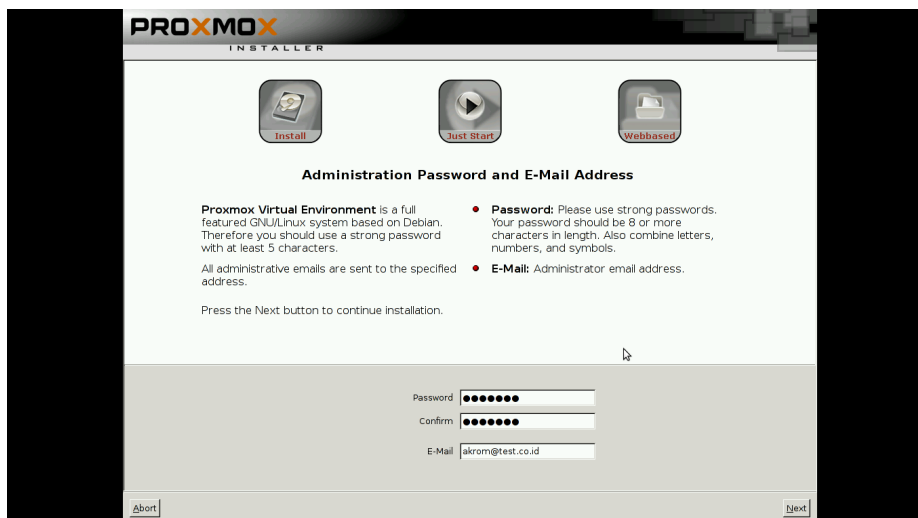 PROXMOX
INSTALLER
Install
Just Start
Webbased
Administration Password and E-Mail Address
Proxmox Virtual Environment is a full
featured GNU/Linux system based on Debian.
Therefore you should use a strong password
with at least 5 characters.
All administrative emails are sent to the specified
address.
Press the Next button to continue installation.
Password: Please use strong passwords.
Your password should be 8 or more
characters in length. Also combine letters,
numbers, and symbols.
E-Mail: Administrator email address.
Password ●●●●●●●
Confirm ●●●●●●●
E-Mail akrom@test.co.id
Abort
Next